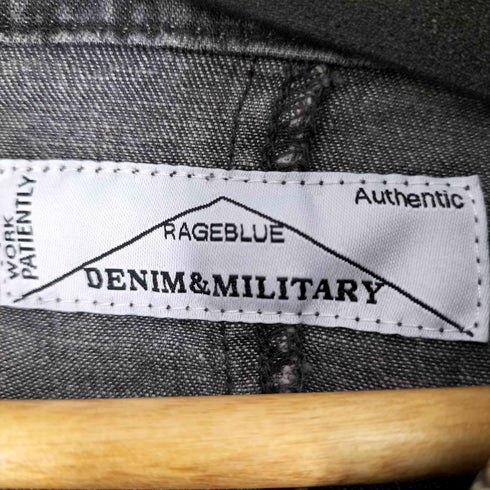 WORK
PATIENTLY
Authentic
RAGEBLUE
DENIM&MILITARY